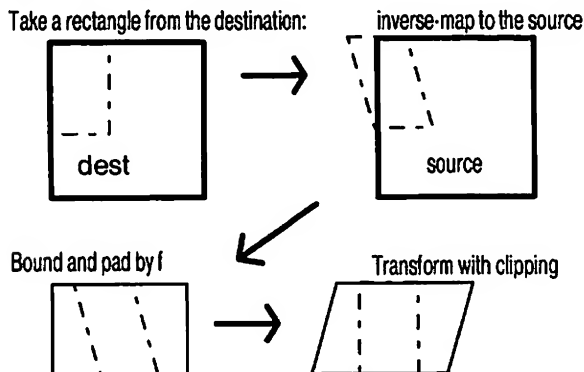 Take a rectangle from the destination:
inverse-map to the source
dest
source
Bound and pad by f
Transform with clipping